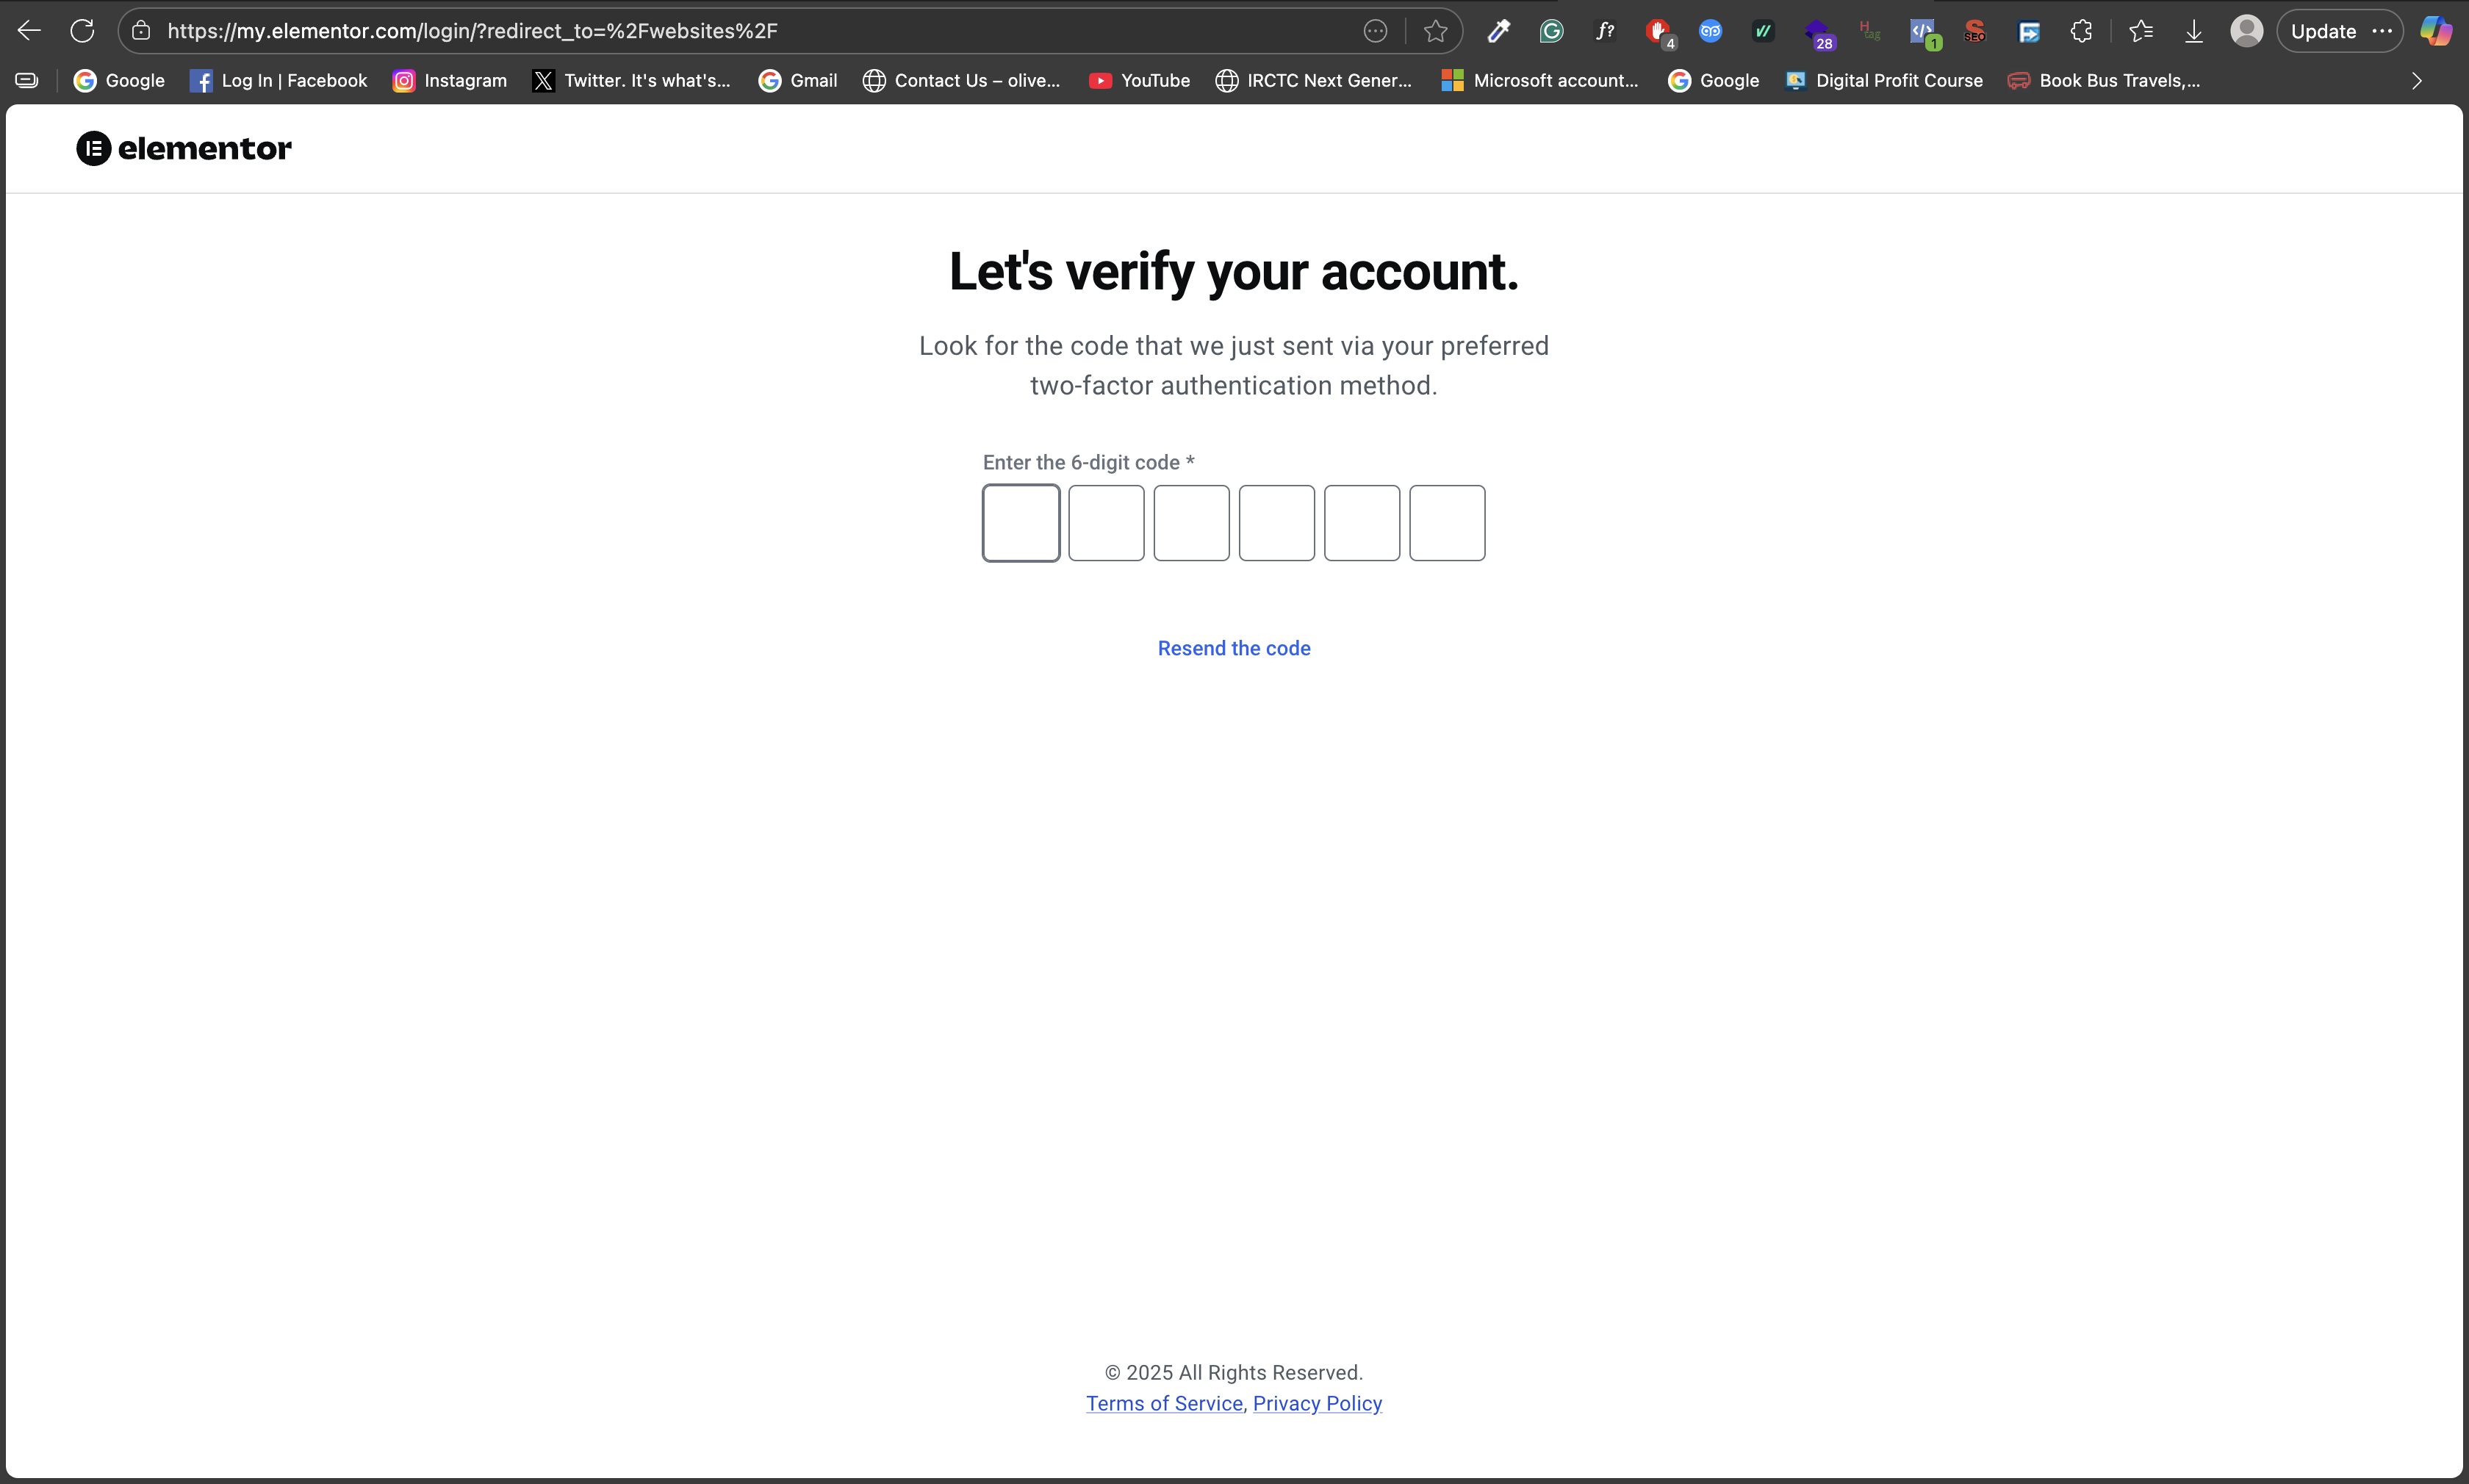 https://my.elementor.com/login/?redirect_to=%2Fwebsites%2F
f?
4
28
H
tag
</>
1
SEO
Update
Google
Log In | Facebook
Instagram
Twitter. It's what's...
Gmail
Contact Us – olive...
YouTube
IRCTC Next Gener...
Microsoft account...
Google
Digital Profit Course
Book Bus Travels,...
elementor
Let's verify your account.
Look for the code that we just sent via your preferred
two-factor authentication method.
Enter the 6-digit code *
Resend the code
© 2025 All Rights Reserved.
Terms of Service, Privacy Policy